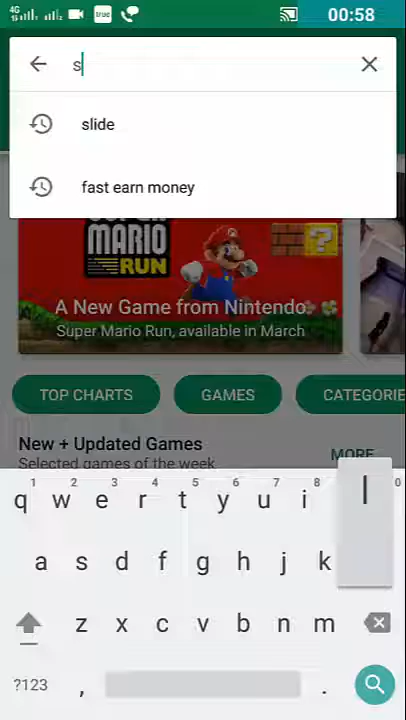 4G
true
00:58
s
slide
fast earn money
SUPER
MARIO
RUN
?
A New Game from Nintendo
Super Mario Run, available in March
TOP CHARTS
GAMES
CATEGORIE
New + Updated Games
MORE
Selected games of the week
1 2 3 4 5 6 7 8 0
q w e r t y u i l
a s d f g h j k
z x c v b n m
?123 , .